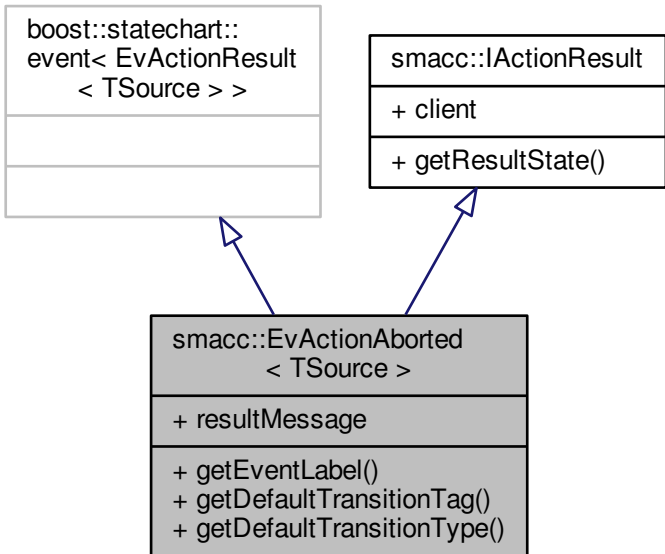 boost::statechart::
event< EvActionResult
< TSource > >
smacc::IActionResult
+ client
+ getResultState()
smacc::EvActionAborted
< TSource >
+ resultMessage
+ getEventLabel()
+ getDefaultTransitionTag()
+ getDefaultTransitionType()